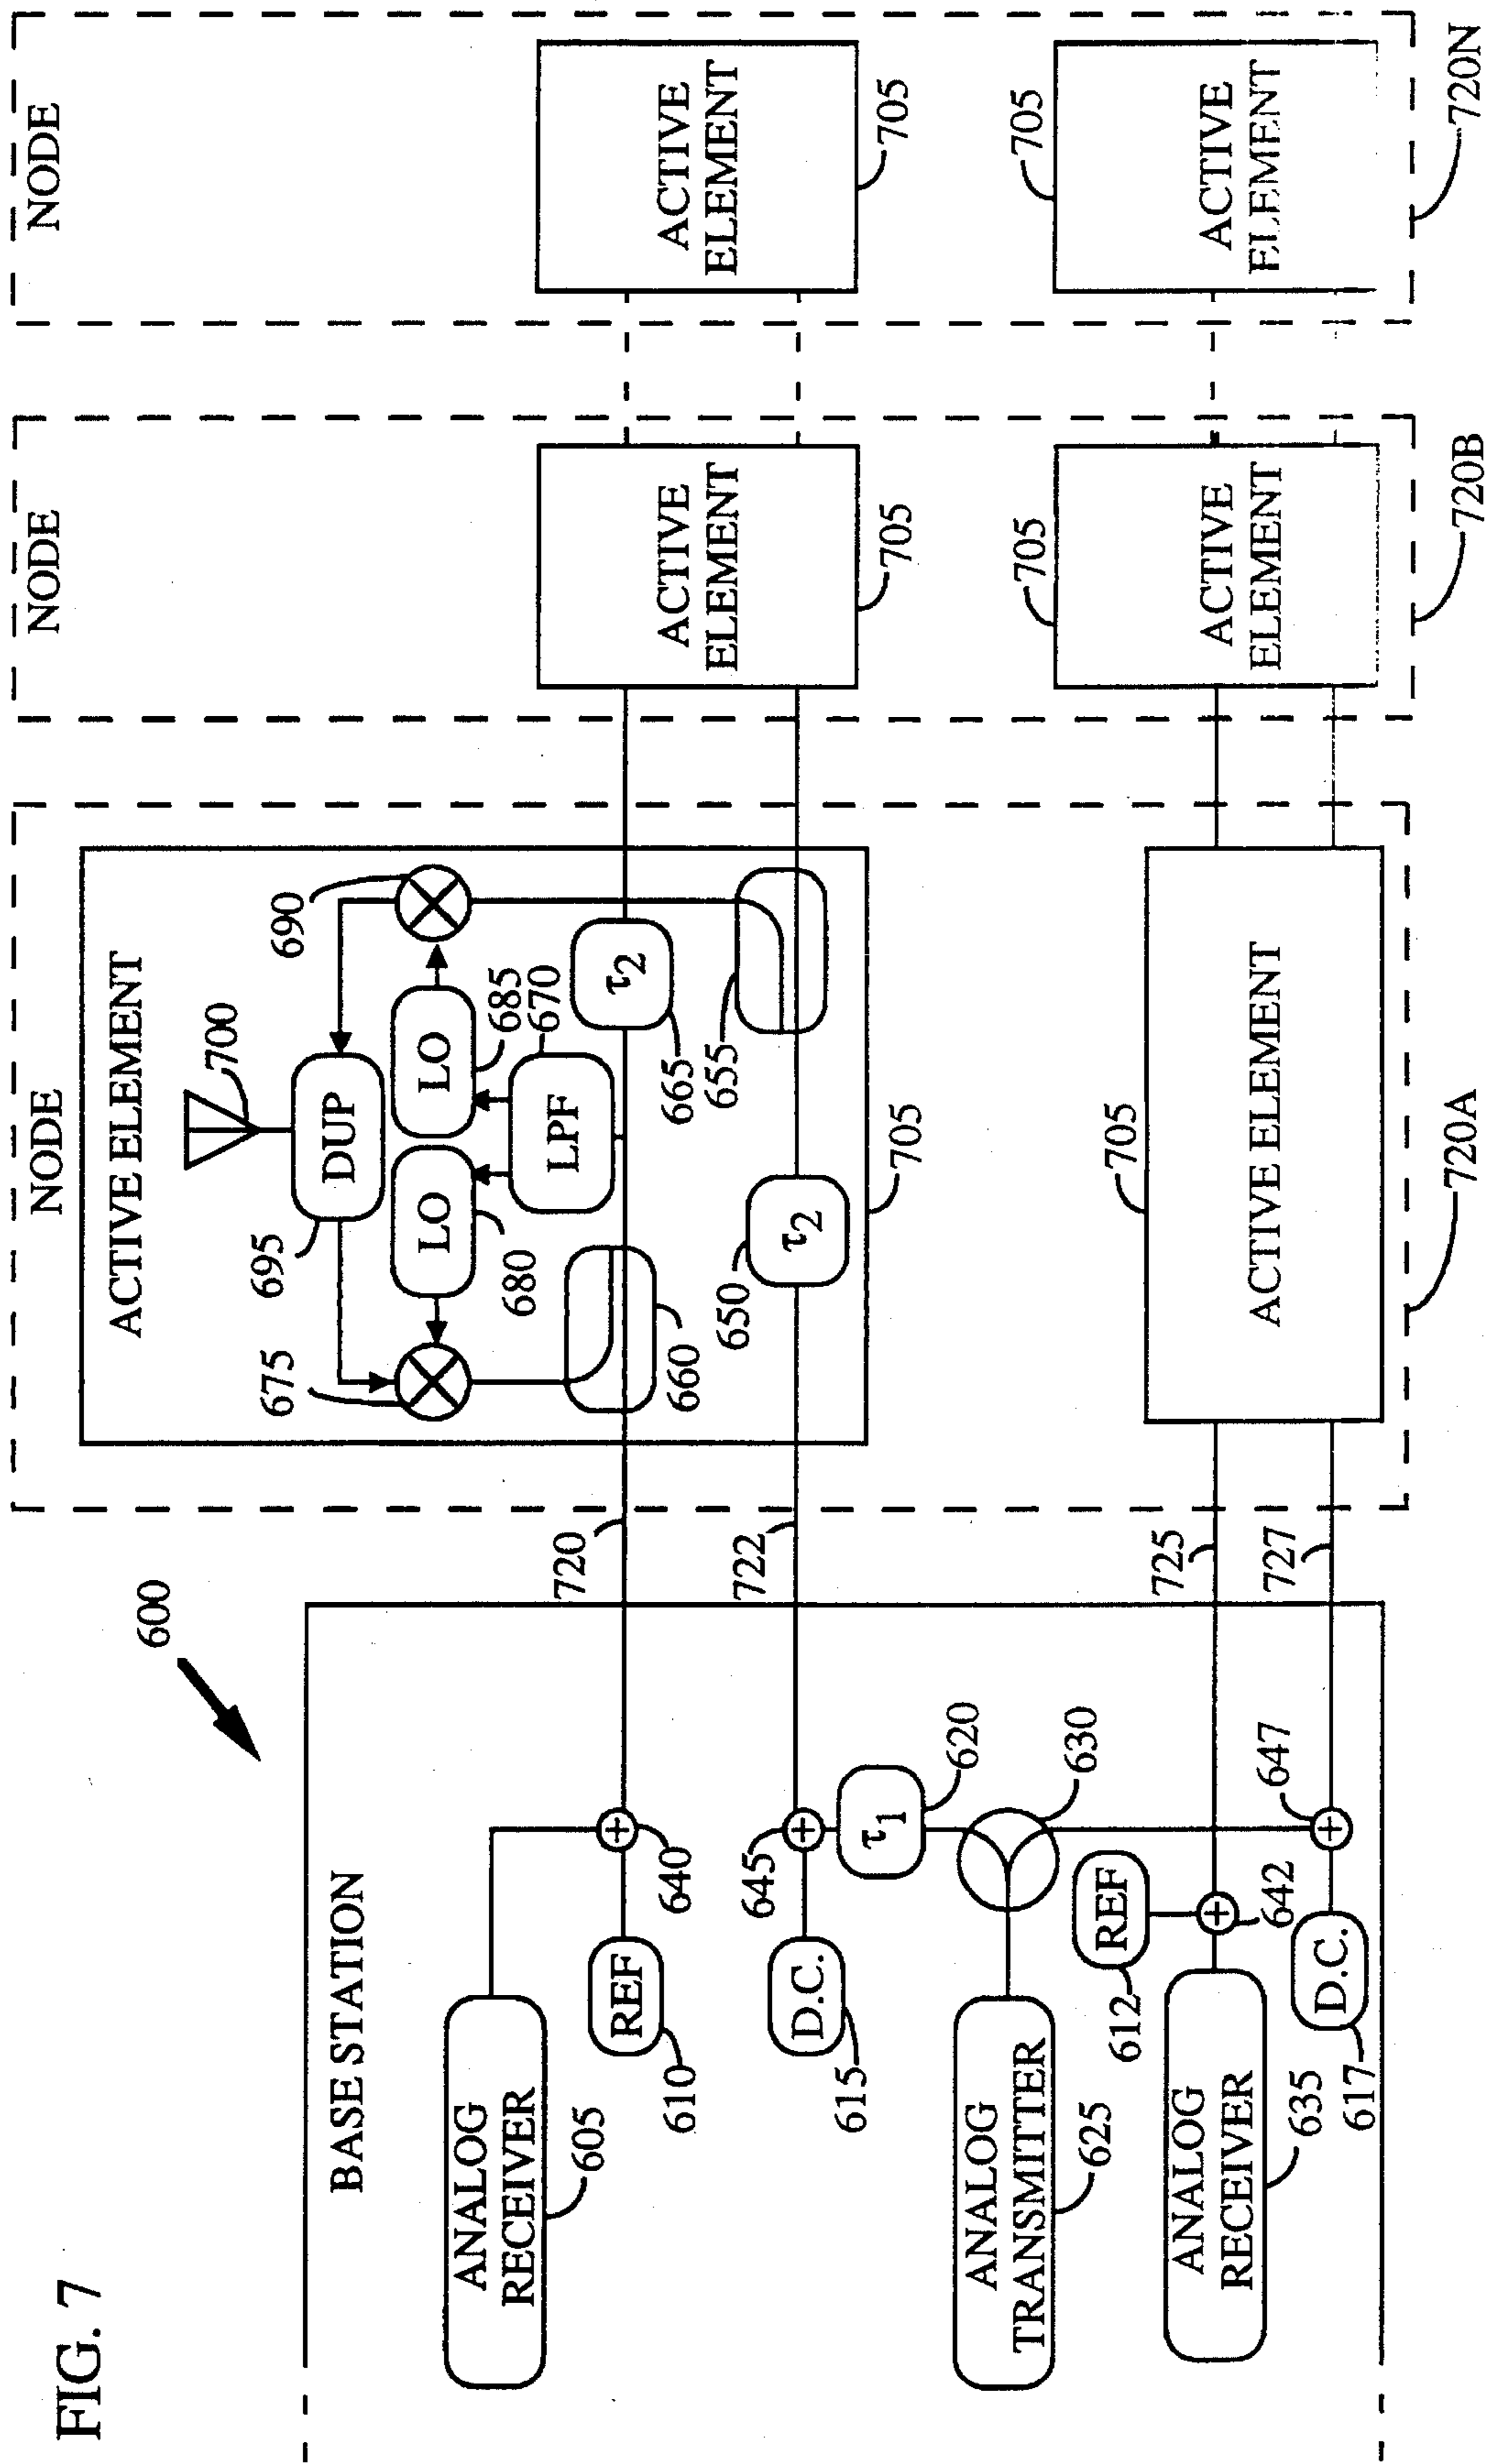 FIG. 7
600
BASE STATION
ANALOG
RECEIVER
605
REF
610
640
D.C.
615
645
τ1
620
630
ANALOG
TRANSMITTER
625
REF
612
642
ANALOG
RECEIVER
635
D.C.
617
647
720
722
725
727
NODE
ACTIVE ELEMENT
700
DUP
695
LO
680
LO
685
LPF
670
675
690
660
τ2
665
655
τ2
650
705
705
ACTIVE ELEMENT
720A
NODE
ACTIVE
ELEMENT
705
705
ACTIVE
ELEMENT
720B
NODE
ACTIVE
ELEMENT
705
705
ACTIVE
ELEMENT
720N